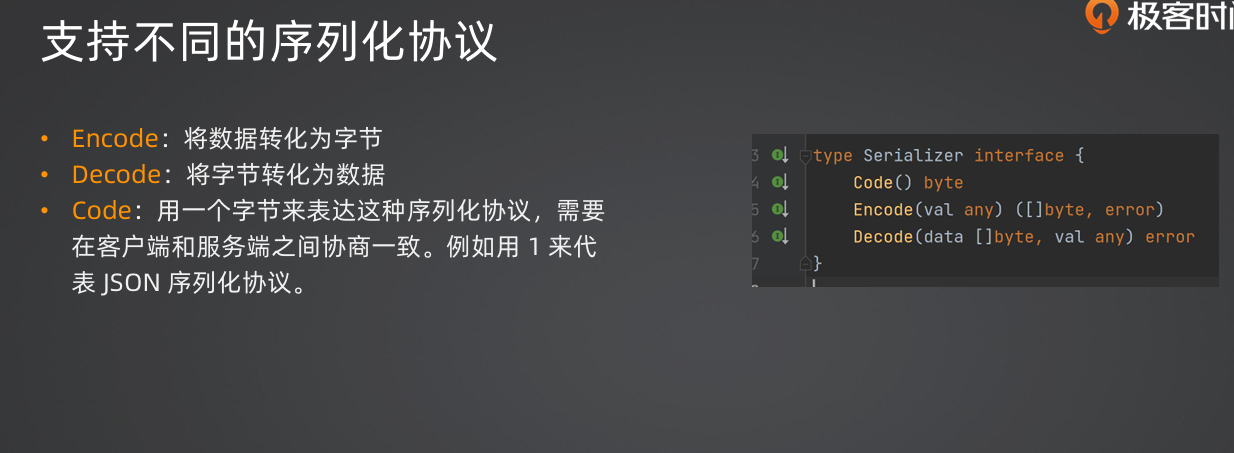 支持不同的序列化协议
极客时间
• Encode：将数据转化为字节
• Decode：将字节转化为数据
• Code：用一个字节来表达这种序列化协议，需要
在客户端和服务端之间协商一致。例如用 1 来代
表 JSON 序列化协议。
3 type Serializer interface {
4 Code() byte
5 Encode(val any) ([]byte, error)
6 Decode(data []byte, val any) error
7 }